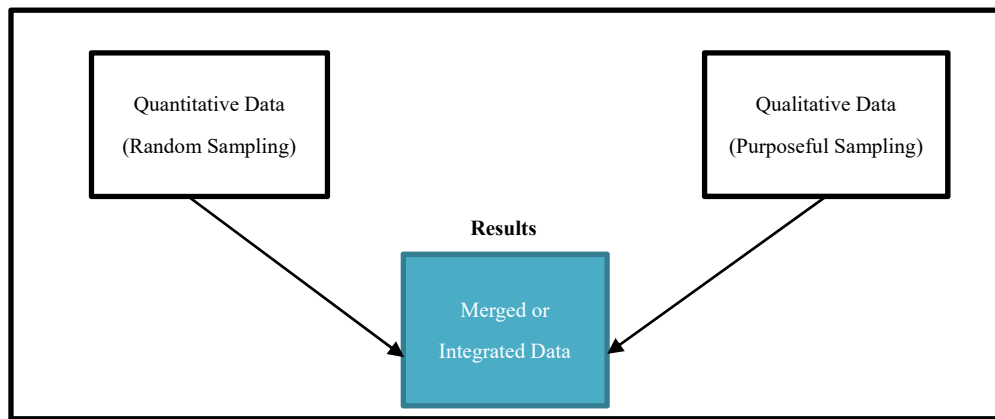 Quantitative Data
(Random Sampling)
Qualitative Data
(Purposeful Sampling)
Results
Merged or
Integrated Data